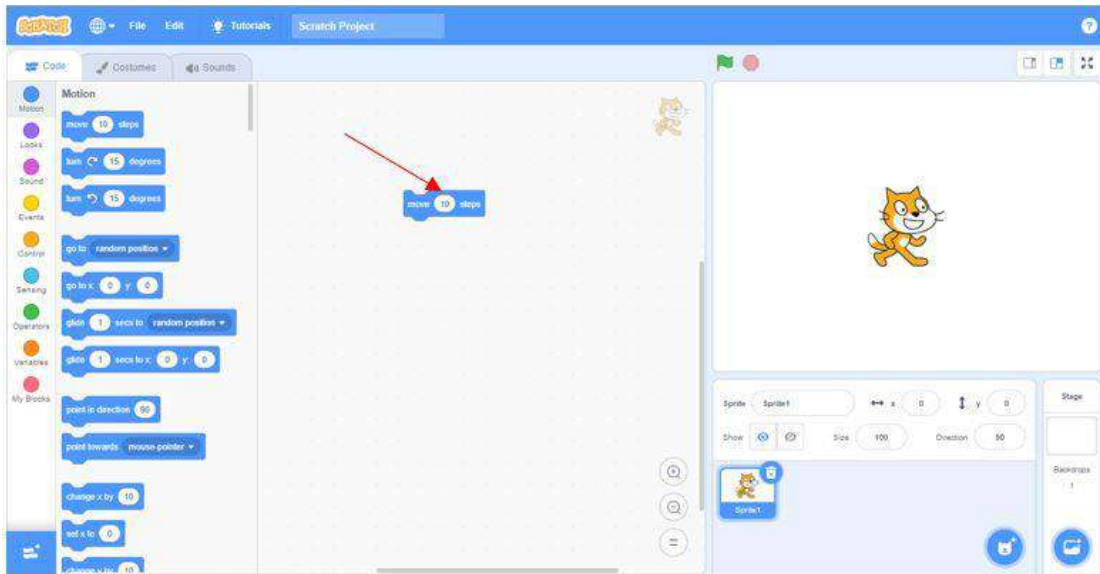 SCRATCH File Edit Tutorials Scratch Project ?
Code Costumes Sounds
Motion
Looks
Sound
Events
Control
Sensing
Operators
Variables
My Blocks
Motion
move 10 steps
turn 15 degrees
turn 15 degrees
go to random position
go to x: 0 y: 0
glide 1 secs to random position
glide 1 secs to x: 0 y: 0
point in direction 90
point towards mouse-pointer
change x by 10
set x to 0
change y by 10
move 10 steps
Sprite Sprite1 x 0 y 0
Show Size 100 Direction 90
Sprite1
Stage
Backdrops
1